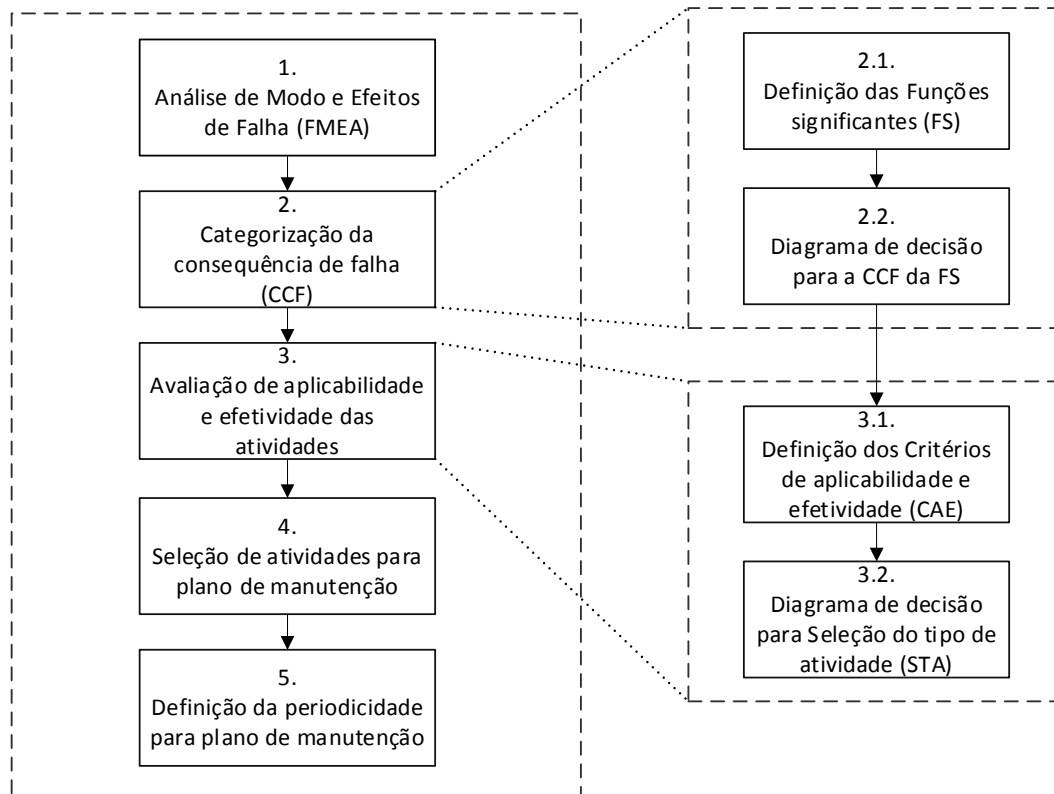 1.
Análise de Modo e Efeitos
de Falha (FMEA)
2.
Categorização da
consequência de falha
(CCF)
3.
Avaliação de aplicabilidade
e efetividade das
atividades
4.
Seleção de atividades para
plano de manutenção
5.
Definição da periodicidade
para plano de manutenção
2.1.
Definição das Funções
significantes (FS)
2.2.
Diagrama de decisão
para a CCF da FS
3.1.
Definição dos Critérios
de aplicabilidade e
efetividade (CAE)
3.2.
Diagrama de decisão
para Seleção do tipo de
atividade (STA)